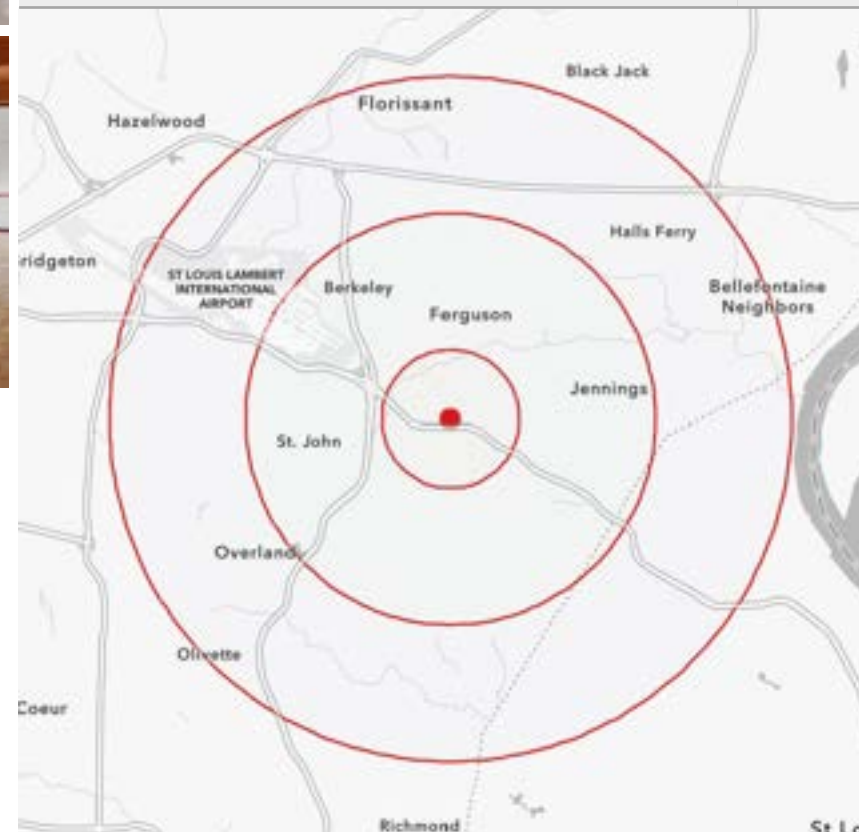 Black Jack
Florissant
Hazelwood
Halls Ferry
ridgeton
ST LOUIS LAMBERT
INTERNATIONAL
AIRPORT
Berkeley
Bellefontaine
Neighbors
Ferguson
Jennings
St. John
Overland
Olivette
Coeur
Richmond
St Lo